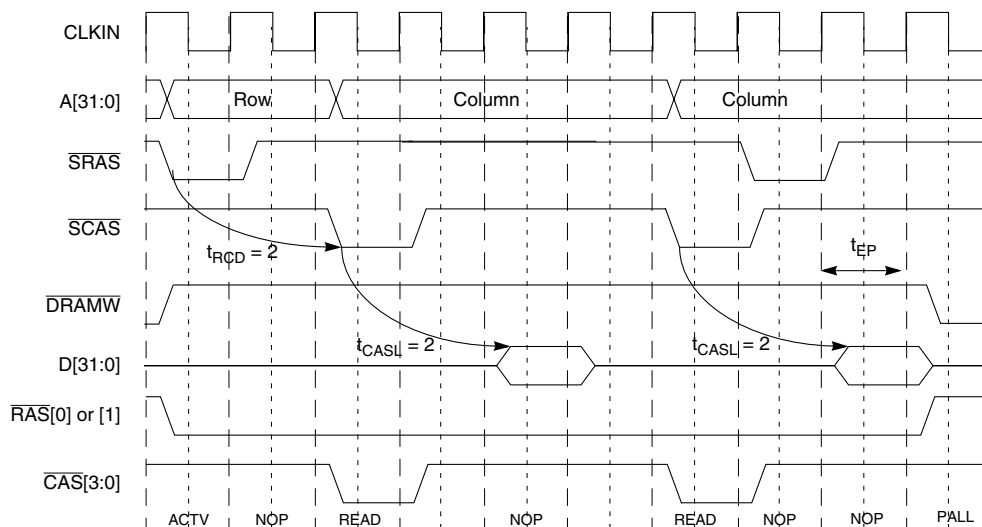 CLKIN
A[31:0] Row Column Column
SRAS
SCAS
tRCD = 2
tEP
DRAMW
tCASL = 2 tCASL = 2
D[31:0]
RAS[0] or [1]
CAS[3:0]
ACTV NOP READ NOP READ NOP NOP PALL